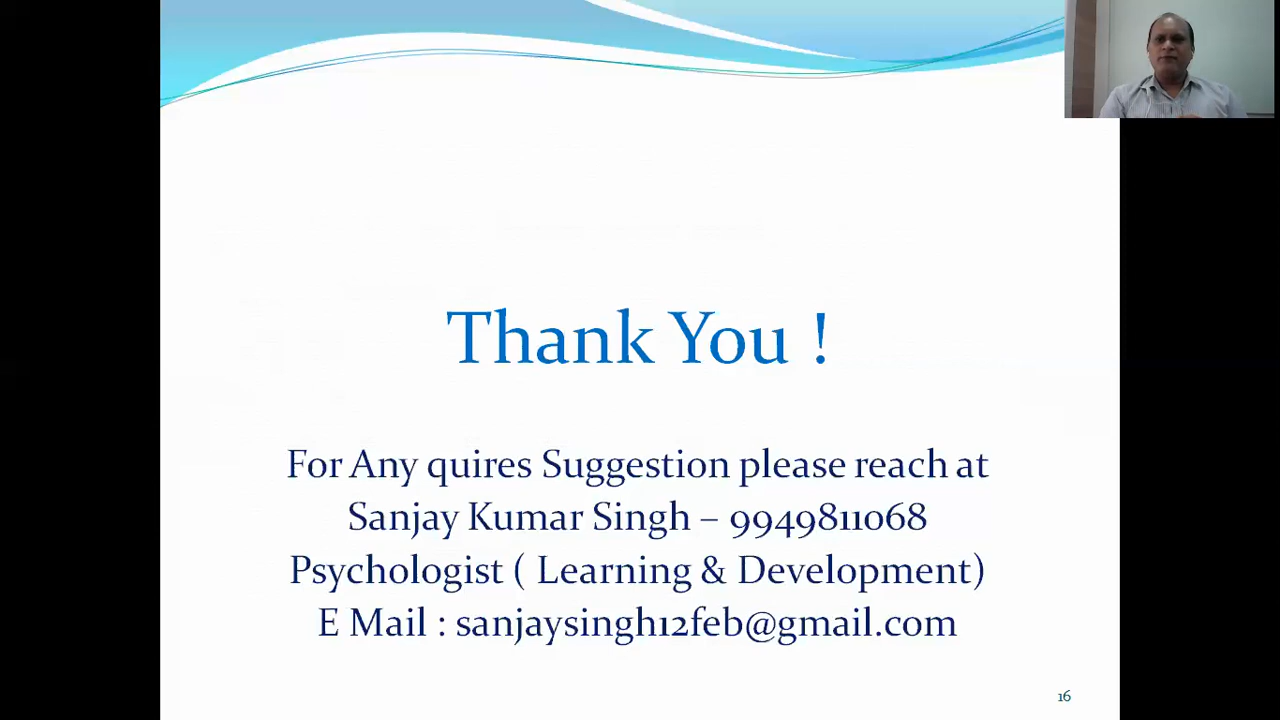 Thank You !
For Any quires Suggestion please reach at
Sanjay Kumar Singh – 9949811068
Psychologist ( Learning & Development)
E Mail : sanjaysingh12feb@gmail.com
16